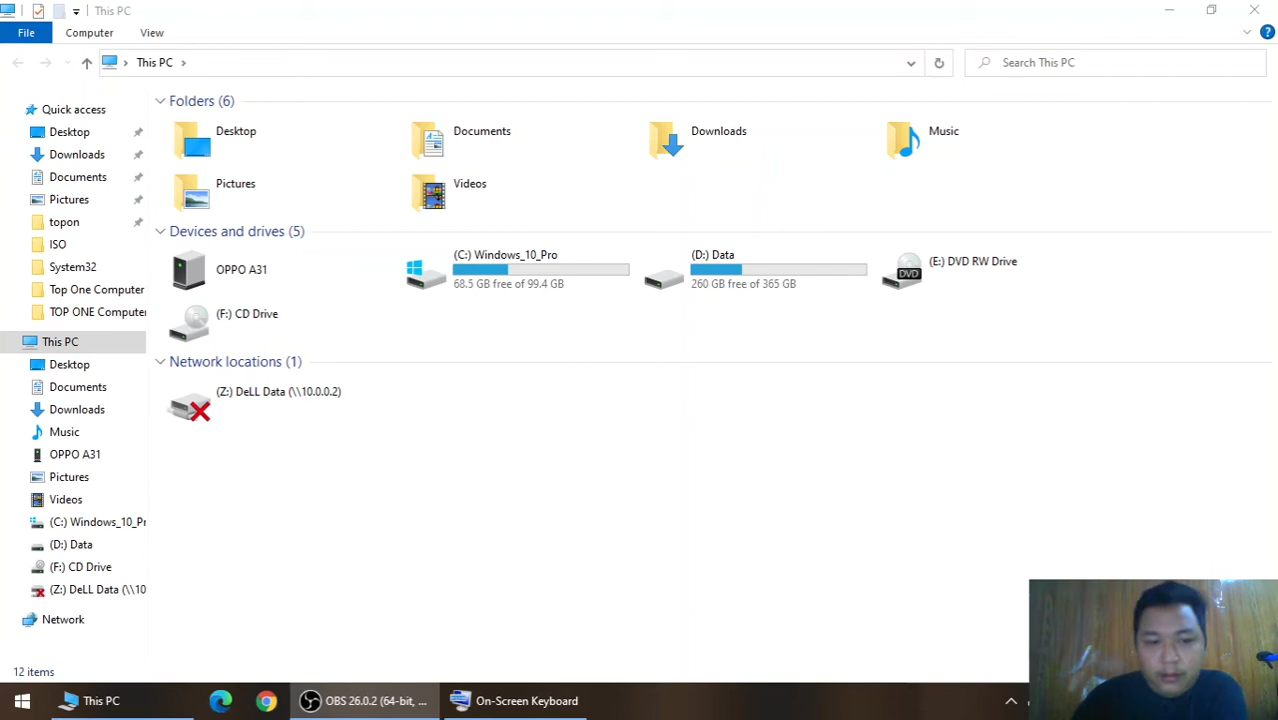 This PC
File
Computer
View
This PC
Search This PC
Quick access
Desktop
Downloads
Documents
Pictures
topon
ISO
System32
Top One Computer
TOP ONE Computer
This PC
Desktop
Documents
Downloads
Music
OPPO A31
Pictures
Videos
(C:) Windows_10_Pr
(D:) Data
(F:) CD Drive
(Z:) DeLL Data (\\10
Network
Folders (6)
Desktop
Documents
Downloads
Music
Pictures
Videos
Devices and drives (5)
OPPO A31
(C:) Windows_10_Pro
68.5 GB free of 99.4 GB
(D:) Data
260 GB free of 365 GB
DVD
(E:) DVD RW Drive
(F:) CD Drive
Network locations (1)
(Z:) DeLL Data (\\10.0.0.2)
12 items
This PC
OBS 26.0.2 (64-bit, ...
On-Screen Keyboard